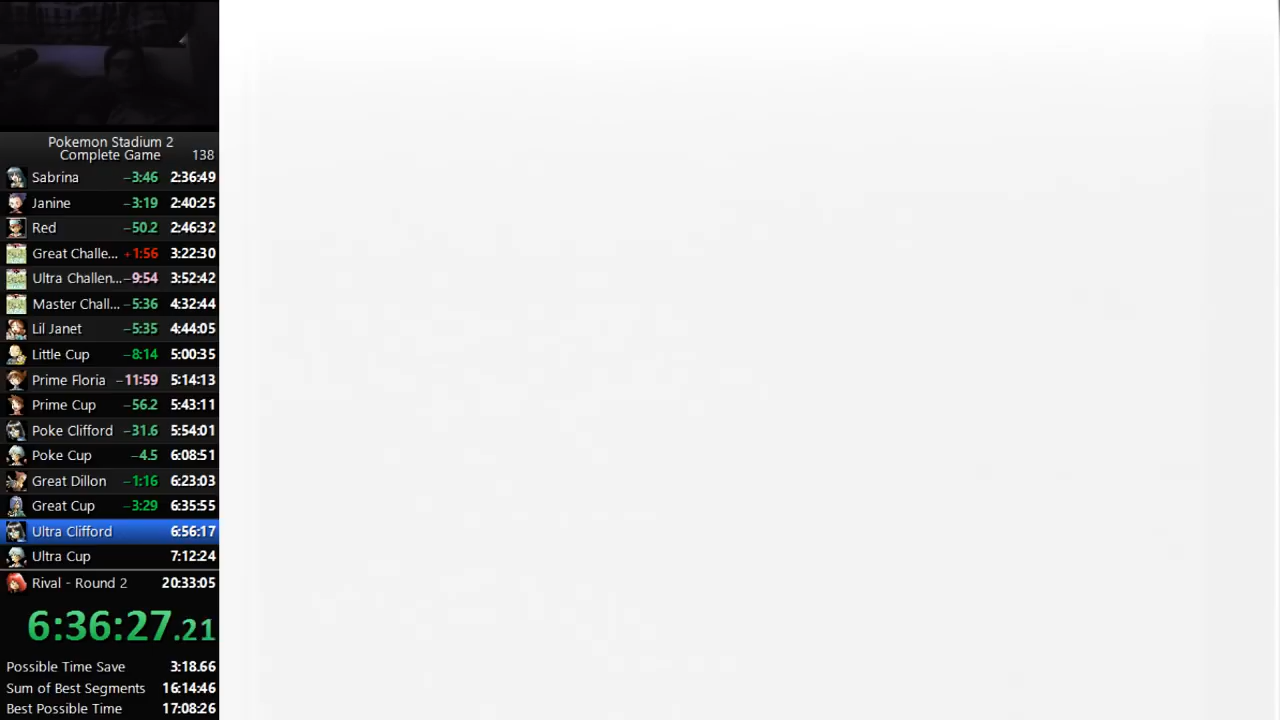 Pokemon Stadium 2
Complete Game 138
Sabrina −3:46 2:36:49
Janine −3:19 2:40:25
Red −50.2 2:46:32
Great Challe... +1:56 3:22:30
Ultra Challen... −9:54 3:52:42
Master Chall... −5:36 4:32:44
Lil Janet −5:35 4:44:05
Little Cup −8:14 5:00:35
Prime Floria −11:59 5:14:13
Prime Cup −56.2 5:43:11
Poke Clifford −31.6 5:54:01
Poke Cup −4.5 6:08:51
Great Dillon −1:16 6:23:03
Great Cup −3:29 6:35:55
Ultra Clifford 6:56:17
Ultra Cup 7:12:24
Rival - Round 2 20:33:05
6:36:27.21
Possible Time Save 3:18.66
Sum of Best Segments 16:14:46
Best Possible Time 17:08:26